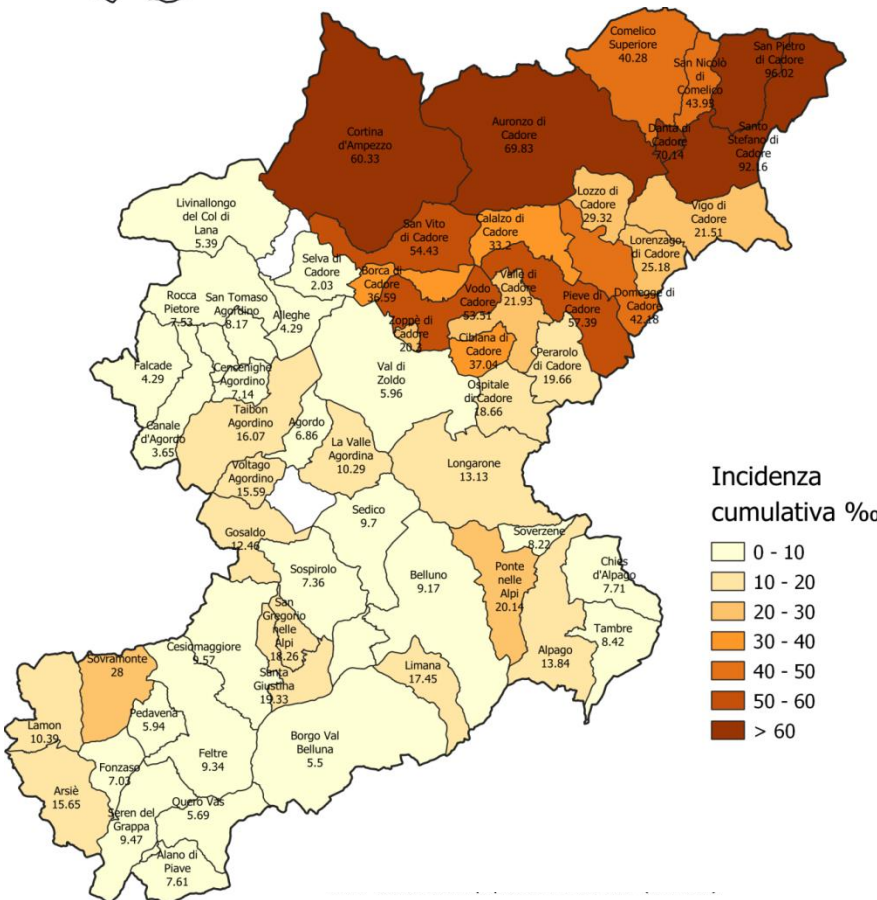 Comelico
Superiore
40.28
San Nicolò
di
Comelico
43.93
San Pietro
di Cadore
96.02
Cortina
d'Ampezzo
60.33
Auronzo di
Cadore
69.83
Danta di
Cadore
70.14
Santo
Stefano di
Cadore
92.16
Livinallongo
del Col di
Lana
5.39
San Vito
di Cadore
54.43
Calalzo di
Cadore
33.2
Lozzo di
Cadore
29.32
Vigo di
Cadore
21.51
Selva di
Cadore
2.03
Borca di
Cadore
36.59
Vodo
Cadore
53.51
Valle di
Cadore
21.93
Lorenzago
di Cadore
25.18
Pieve di
Cadore
57.39
Domegge di
Cadore
42.18
Rocca
Pietore
7.53
San Tomaso
Agordino
8.17
Alleghe
4.29
Zoppè di
Cadore
20.2
Cibiana di
Cadore
37.04
Perarolo
di Cadore
19.66
Falcade
4.29
Cencenighe
Agordino
7.14
Val di
Zoldo
5.96
Ospitale
di Cadore
18.66
Canale
d'Agordo
3.65
Taibon
Agordino
16.07
Agordo
6.86
La Valle
Agordina
10.29
Longarone
13.13
Voltago
Agordino
15.59
Gosaldo
12.46
Sedico
9.7
Soverzene
8.22
Sospirolo
7.36
Belluno
9.17
Ponte
nelle
Alpi
20.14
Chies
d'Alpago
7.71
Tambre
8.42
Alpago
13.84
San
Gregorio
nelle
Alpi
18.26
Cesiomaggiore
9.57
Santa
Giustina
19.33
Limana
17.45
Sovramonte
28
Lamon
10.39
Pedavena
5.94
Feltre
9.34
Borgo Val
Belluna
5.5
Fonzaso
7.03
Arsiè
15.65
Quero Vas
5.69
Seren del
Grappa
9.47
Alano di
Piave
7.61
Incidenza
cumulativa ‰
0 - 10
10 - 20
20 - 30
30 - 40
40 - 50
50 - 60
> 60